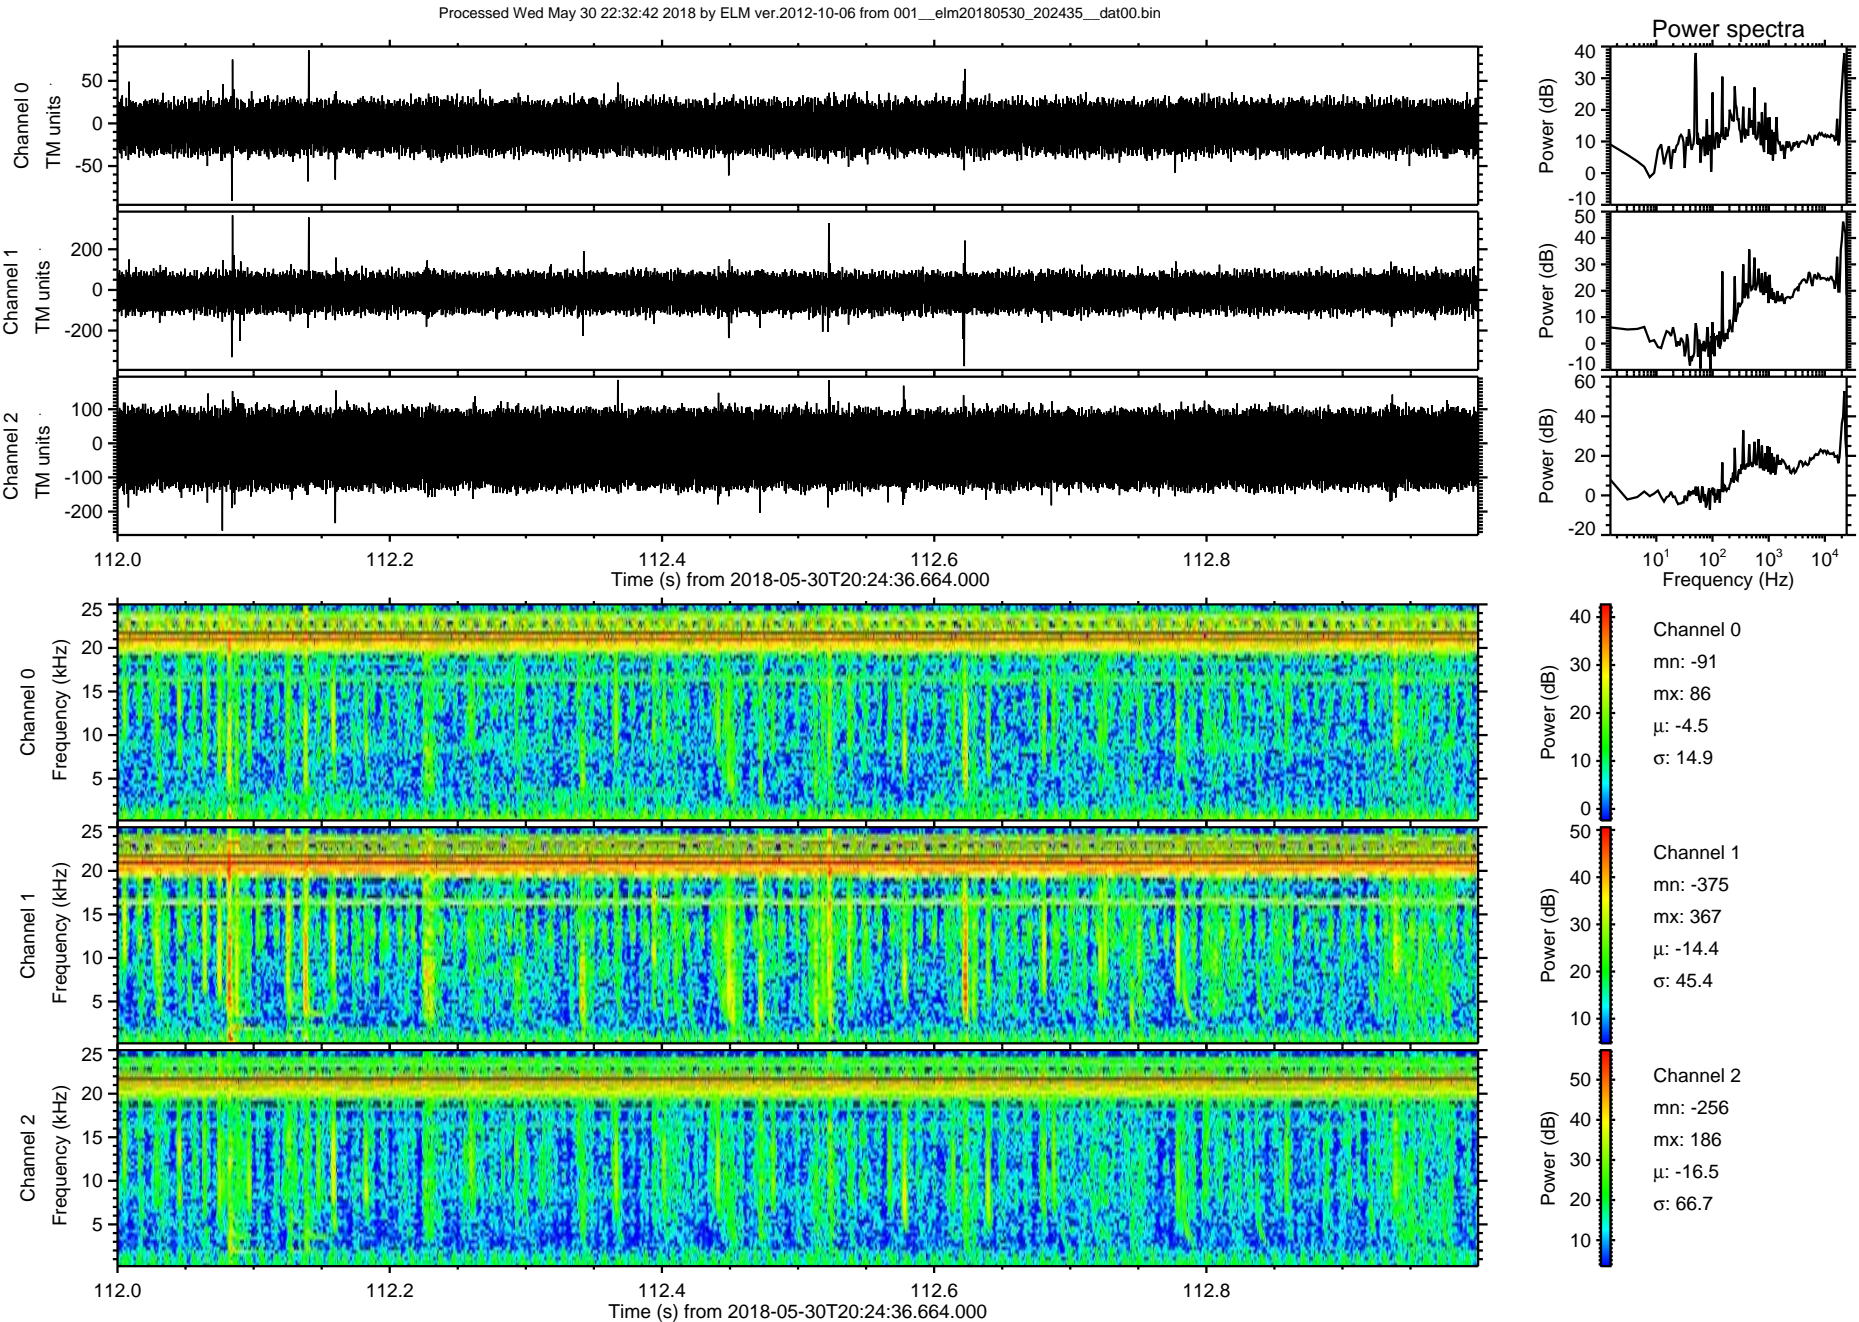 Processed Wed May 30 22:32:42 2018 by ELM ver.2012-10-06 from 001__elm20180530_202435__dat00.bin
Power spectra
Channel 0
TM units
50
0
-50
Power (dB)
40
30
20
10
0
-10
Channel 1
TM units
200
0
-200
Power (dB)
50
40
30
20
10
0
-10
Channel 2
TM units
100
0
-100
-200
Power (dB)
60
40
20
0
-20
112.0 112.2 112.4 112.6 112.8
Time (s) from 2018-05-30T20:24:36.664.000
10^1 10^2 10^3 10^4
Frequency (Hz)
Channel 0
Frequency (kHz)
25
20
15
10
5
Power (dB)
40
30
20
10
0
Channel 0
mn: -91
mx: 86
μ: -4.5
σ: 14.9
Channel 1
Frequency (kHz)
25
20
15
10
5
Power (dB)
50
40
30
20
10
Channel 1
mn: -375
mx: 367
μ: -14.4
σ: 45.4
Channel 2
Frequency (kHz)
25
20
15
10
5
Power (dB)
50
40
30
20
10
Channel 2
mn: -256
mx: 186
μ: -16.5
σ: 66.7
112.0 112.2 112.4 112.6 112.8
Time (s) from 2018-05-30T20:24:36.664.000